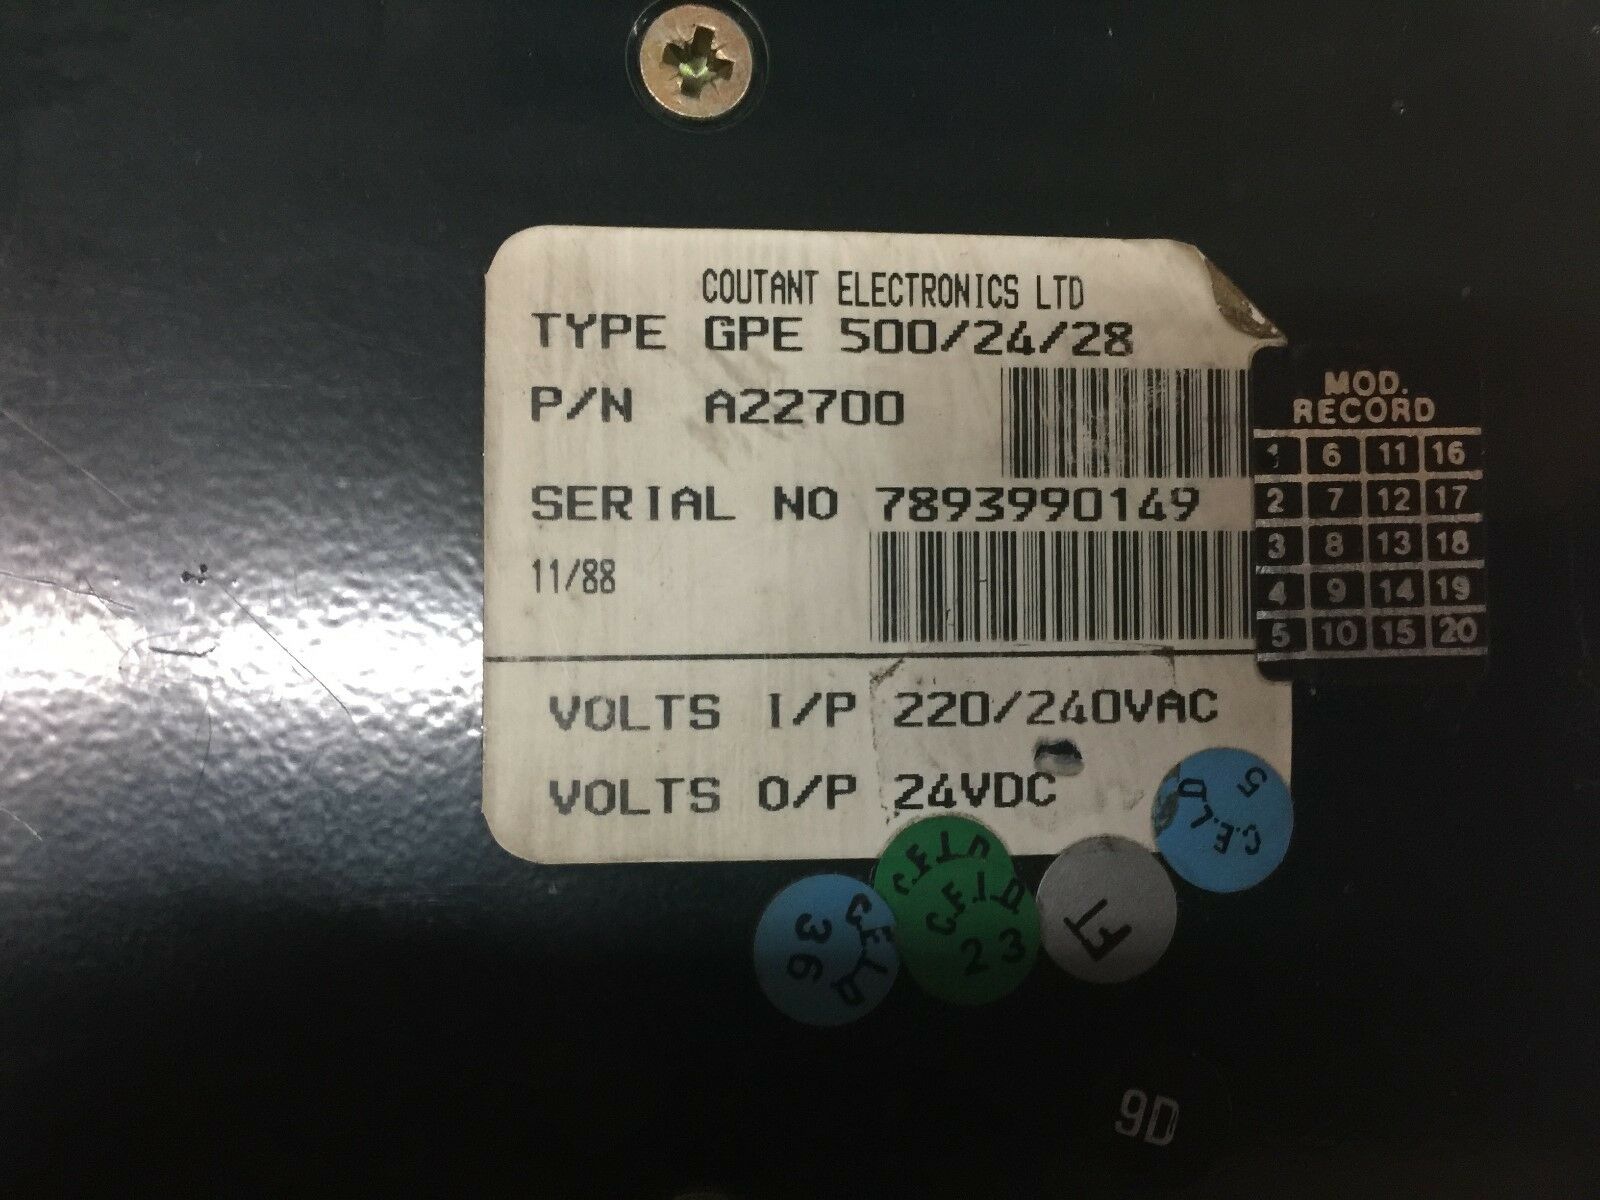 COUTANT ELECTRONICS LTD
TYPE GPE 500/24/28
P/N A22700
SERIAL NO 7893990149
11/88
VOLTS I/P 220/240VAC
VOLTS O/P 24VDC
MOD.
RECORD
1 6 11 16
2 7 12 17
3 8 13 18
4 9 14 19
5 10 15 20
C.E.L.D
5
C.E.L.D
36
23
FT
9D